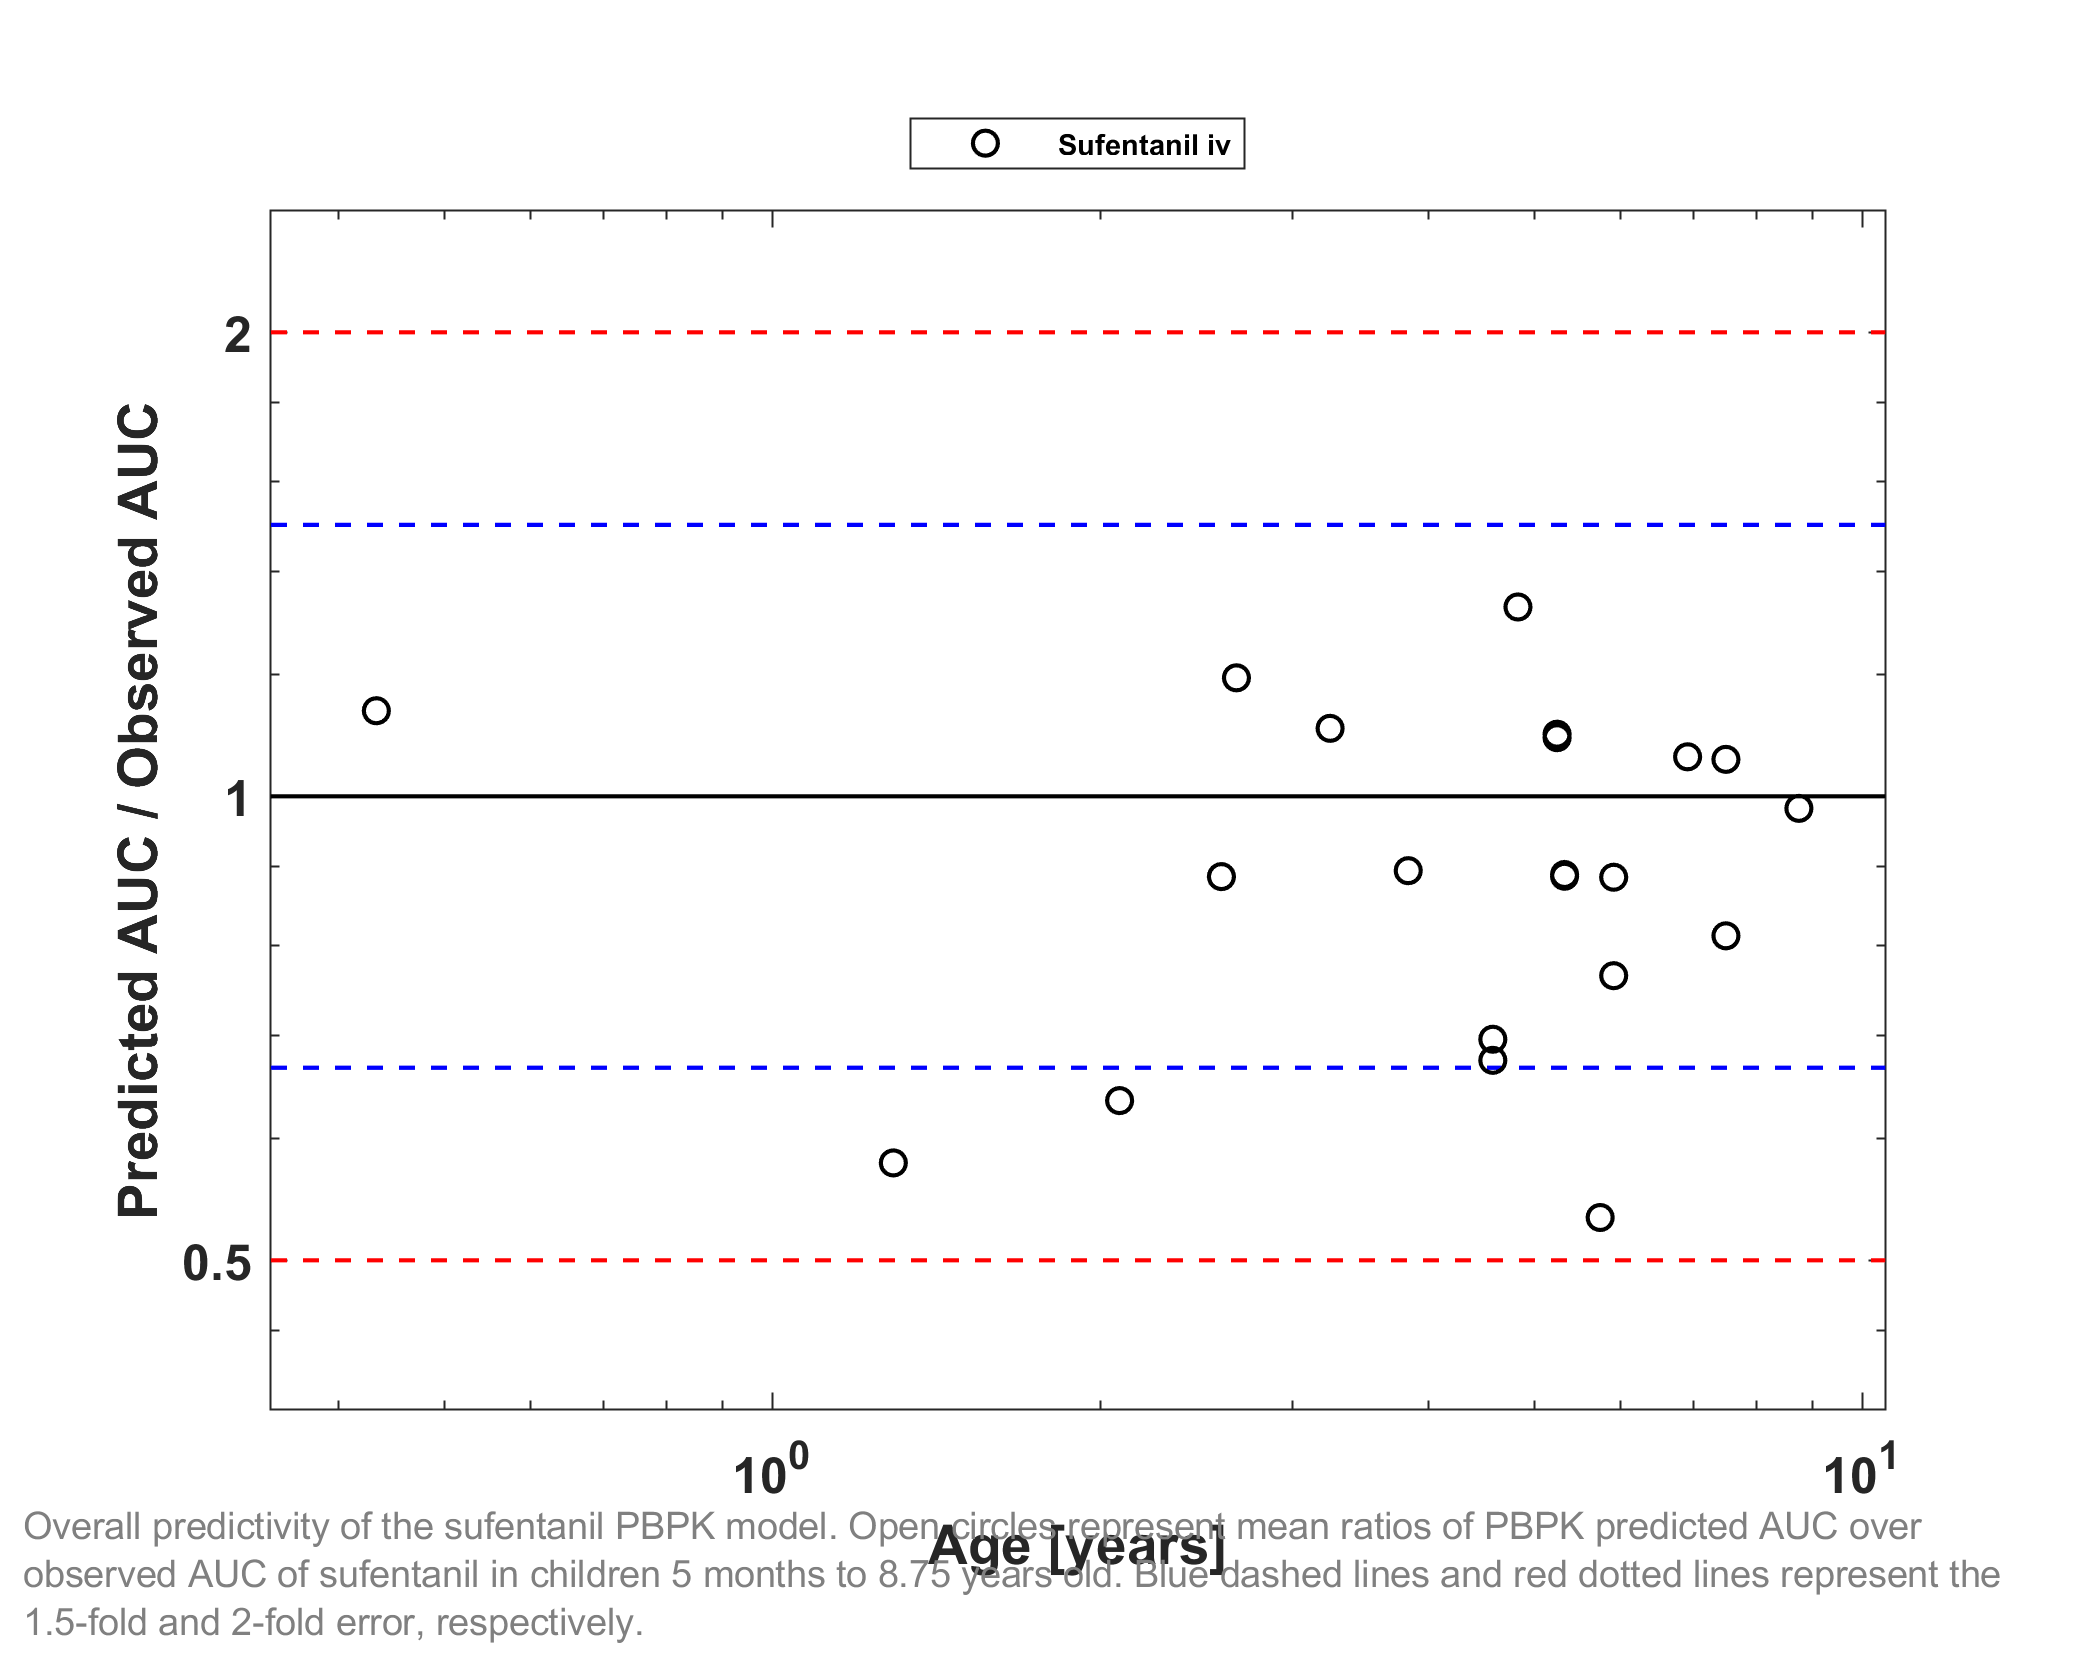 Sufentanil iv
Predicted AUC / Observed AUC
2
1
0.5
10^0
10^1
Age [years]
Overall predictivity of the sufentanil PBPK model. Open circles represent mean ratios of PBPK predicted AUC over
observed AUC of sufentanil in children 5 months to 8.75 years old. Blue dashed lines and red dotted lines represent the
1.5-fold and 2-fold error, respectively.